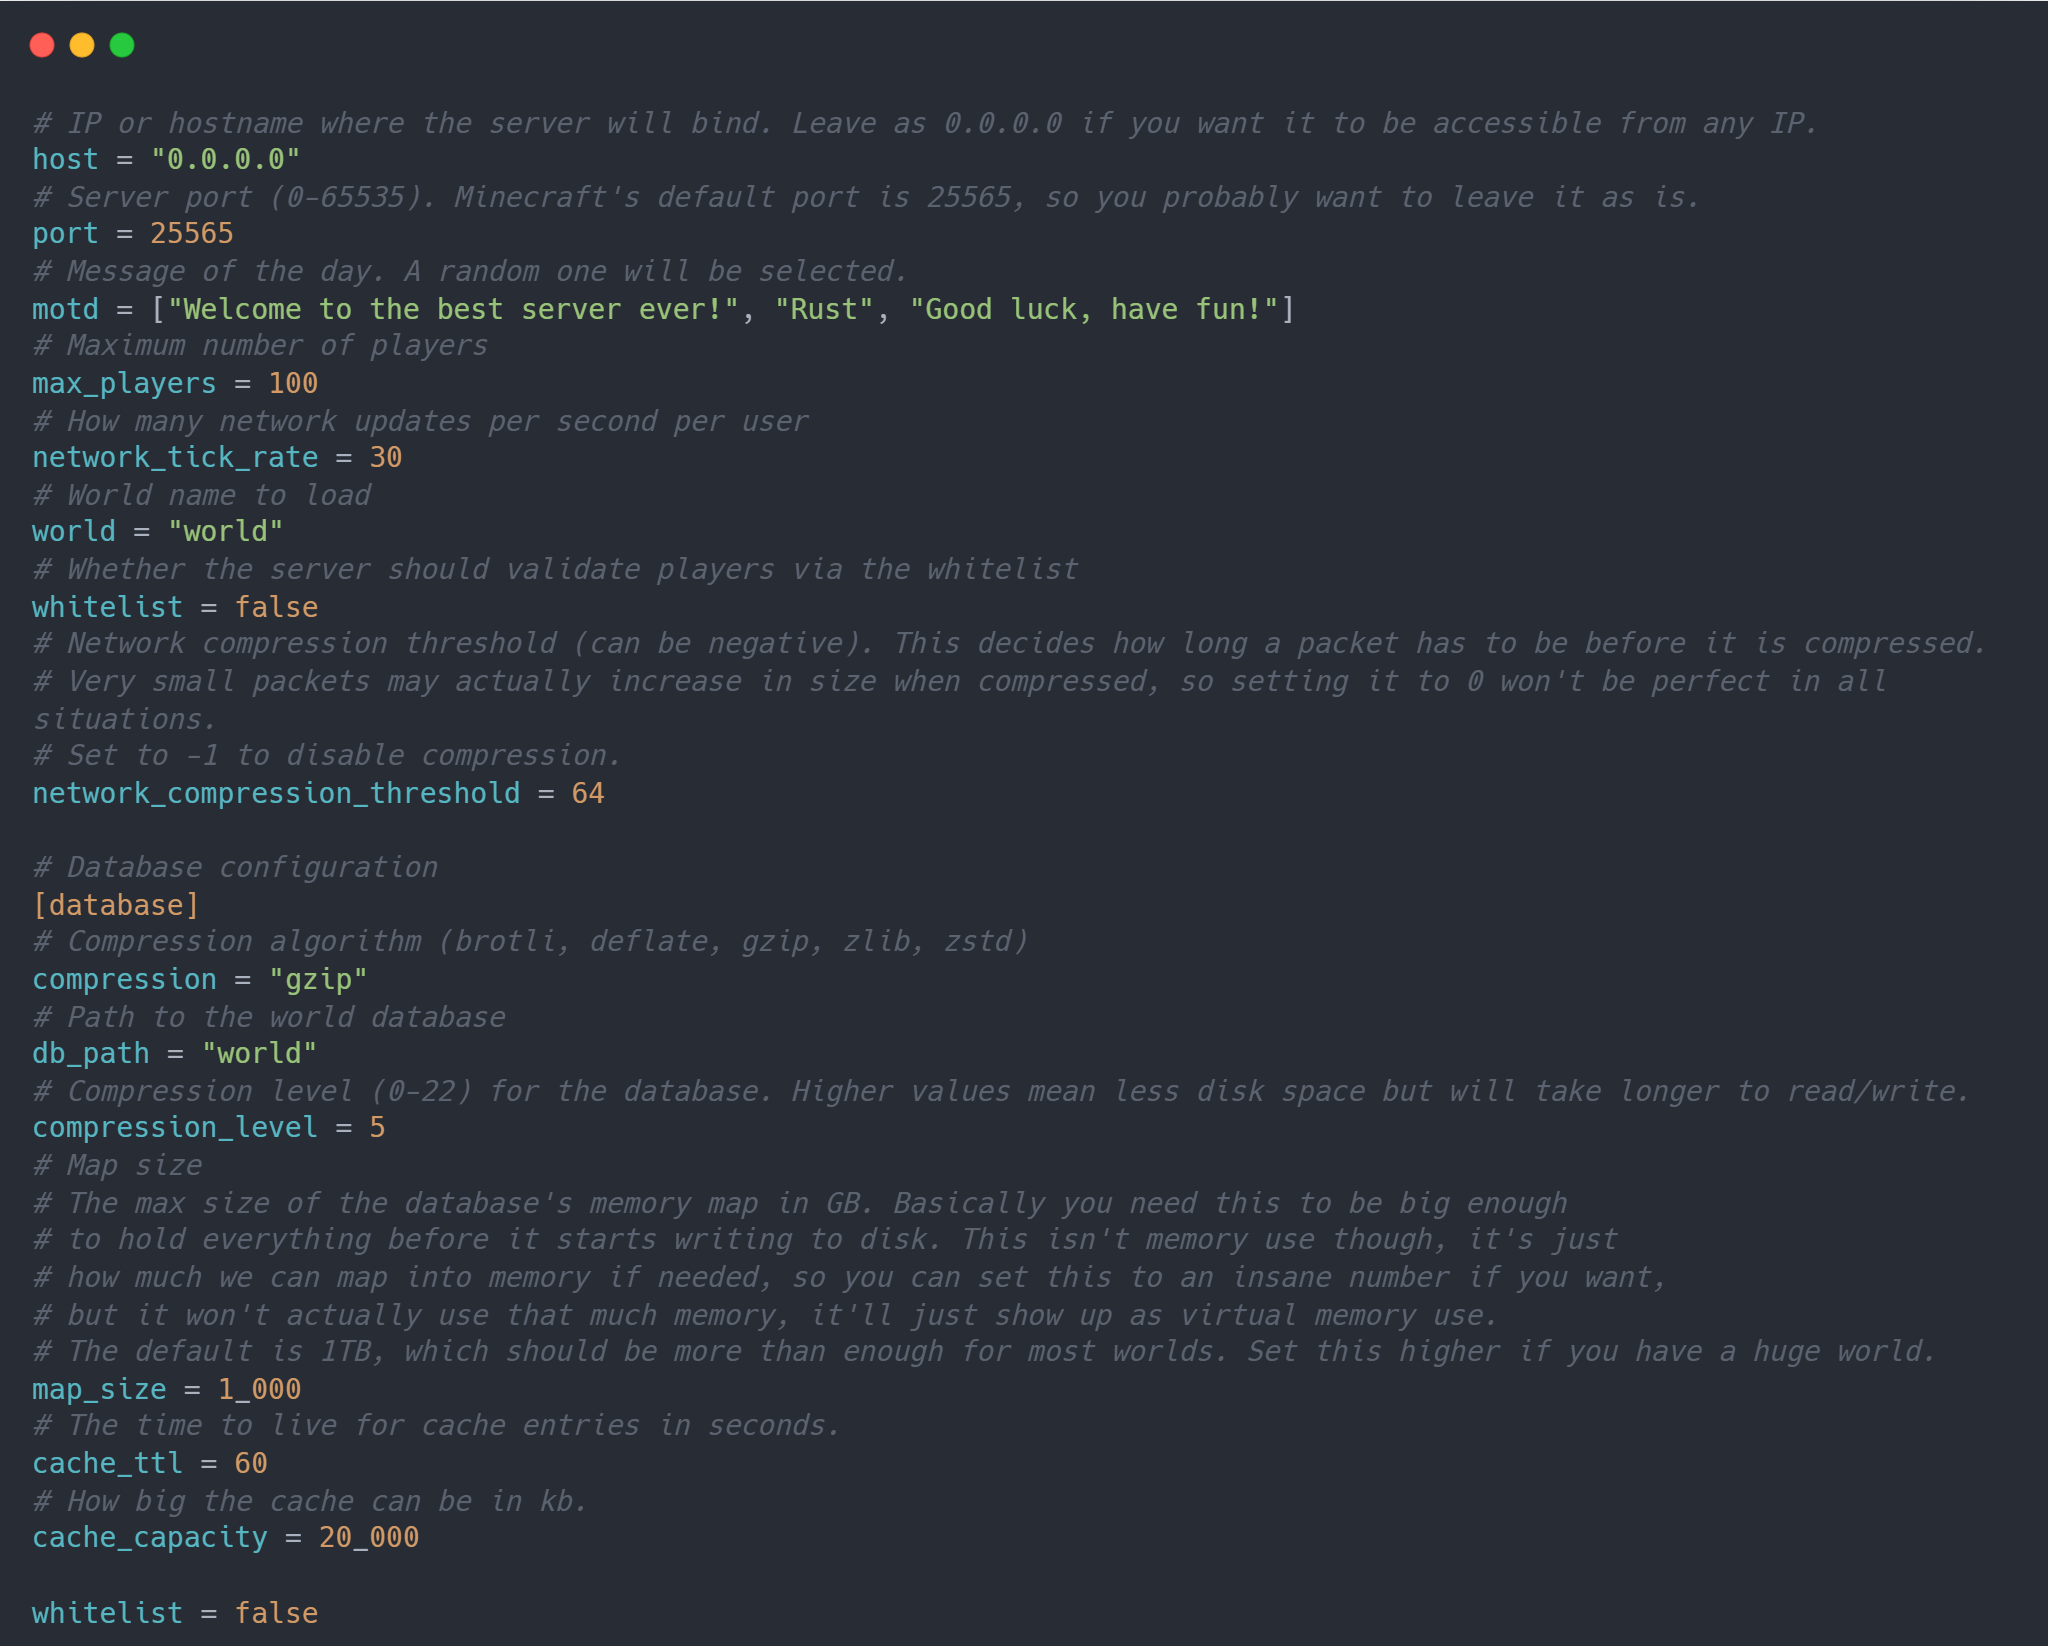 # IP or hostname where the server will bind. Leave as 0.0.0.0 if you want it to be accessible from any IP.
host = "0.0.0.0"
# Server port (0-65535). Minecraft's default port is 25565, so you probably want to leave it as is.
port = 25565
# Message of the day. A random one will be selected.
motd = ["Welcome to the best server ever!", "Rust", "Good luck, have fun!"]
# Maximum number of players
max_players = 100
# How many network updates per second per user
network_tick_rate = 30
# World name to load
world = "world"
# Whether the server should validate players via the whitelist
whitelist = false
# Network compression threshold (can be negative). This decides how long a packet has to be before it is compressed.
# Very small packets may actually increase in size when compressed, so setting it to 0 won't be perfect in all
situations.
# Set to -1 to disable compression.
network_compression_threshold = 64

# Database configuration
[database]
# Compression algorithm (brotli, deflate, gzip, zlib, zstd)
compression = "gzip"
# Path to the world database
db_path = "world"
# Compression level (0-22) for the database. Higher values mean less disk space but will take longer to read/write.
compression_level = 5
# Map size
# The max size of the database's memory map in GB. Basically you need this to be big enough
# to hold everything before it starts writing to disk. This isn't memory use though, it's just
# how much we can map into memory if needed, so you can set this to an insane number if you want,
# but it won't actually use that much memory, it'll just show up as virtual memory use.
# The default is 1TB, which should be more than enough for most worlds. Set this higher if you have a huge world.
map_size = 1_000
# The time to live for cache entries in seconds.
cache_ttl = 60
# How big the cache can be in kb.
cache_capacity = 20_000

whitelist = false